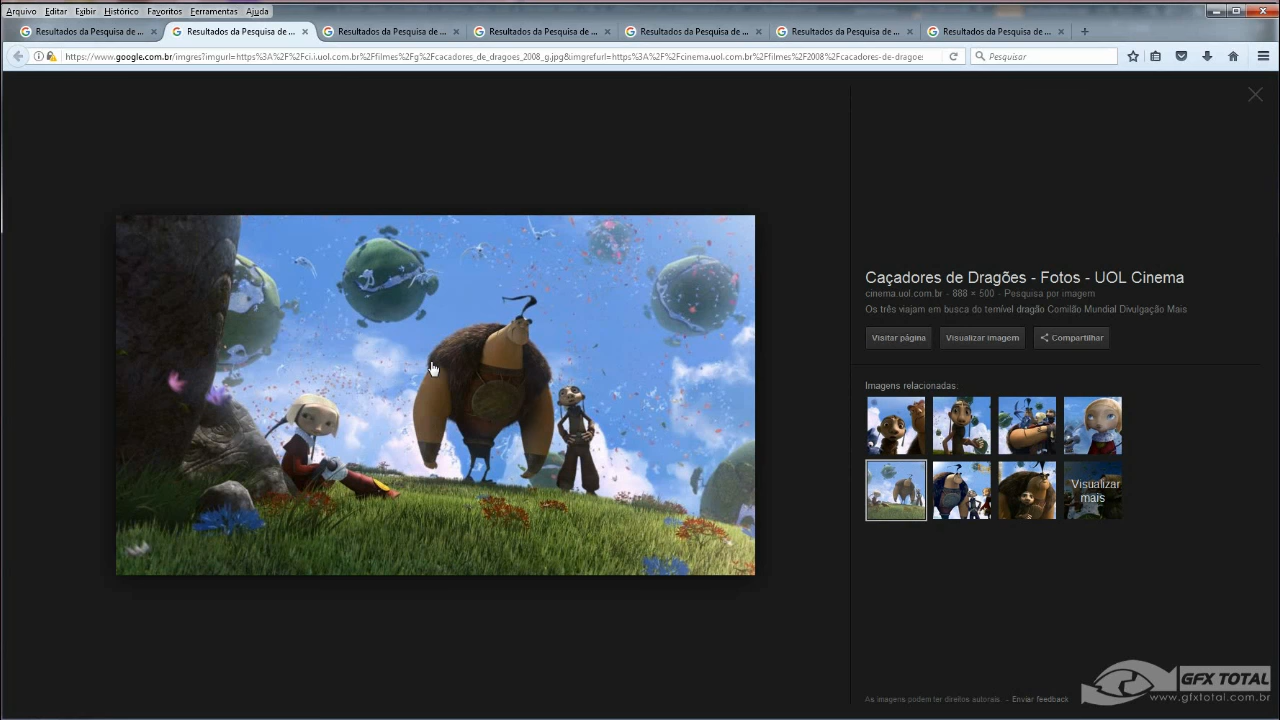 Arquivo Editar Exibir Histórico Favoritos Ferramentas Ajuda
Resultados da Pesquisa de ...
Resultados da Pesquisa de ...
Resultados da Pesquisa de ...
Resultados da Pesquisa de ...
Resultados da Pesquisa de ...
Resultados da Pesquisa de ...
Resultados da Pesquisa de ...
https://www.google.com.br/imgres?imgurl=https%3A%2F%2Fci.i.uol.com.br%2Ffilmes%2Fg%2Fcacadores_de_dragoes_2008_g.jpg&imgrefurl=https%3A%2F%2Fcinema.uol.com.br%2Ffilmes%2F2008%2Fcacadores-de-dragoes
Pesquisar
Caçadores de Dragões - Fotos - UOL Cinema
cinema.uol.com.br - 888 × 500 - Pesquisa por imagem
Os três viajam em busca do temível dragão Comilão Mundial Divulgação Mais
Visitar página
Visualizar imagem
Compartilhar
Imagens relacionadas:
Visualizar
mais
As imagens podem ter direitos autorais. - Enviar feedback
GFX TOTAL
www.gfxtotal.com.br